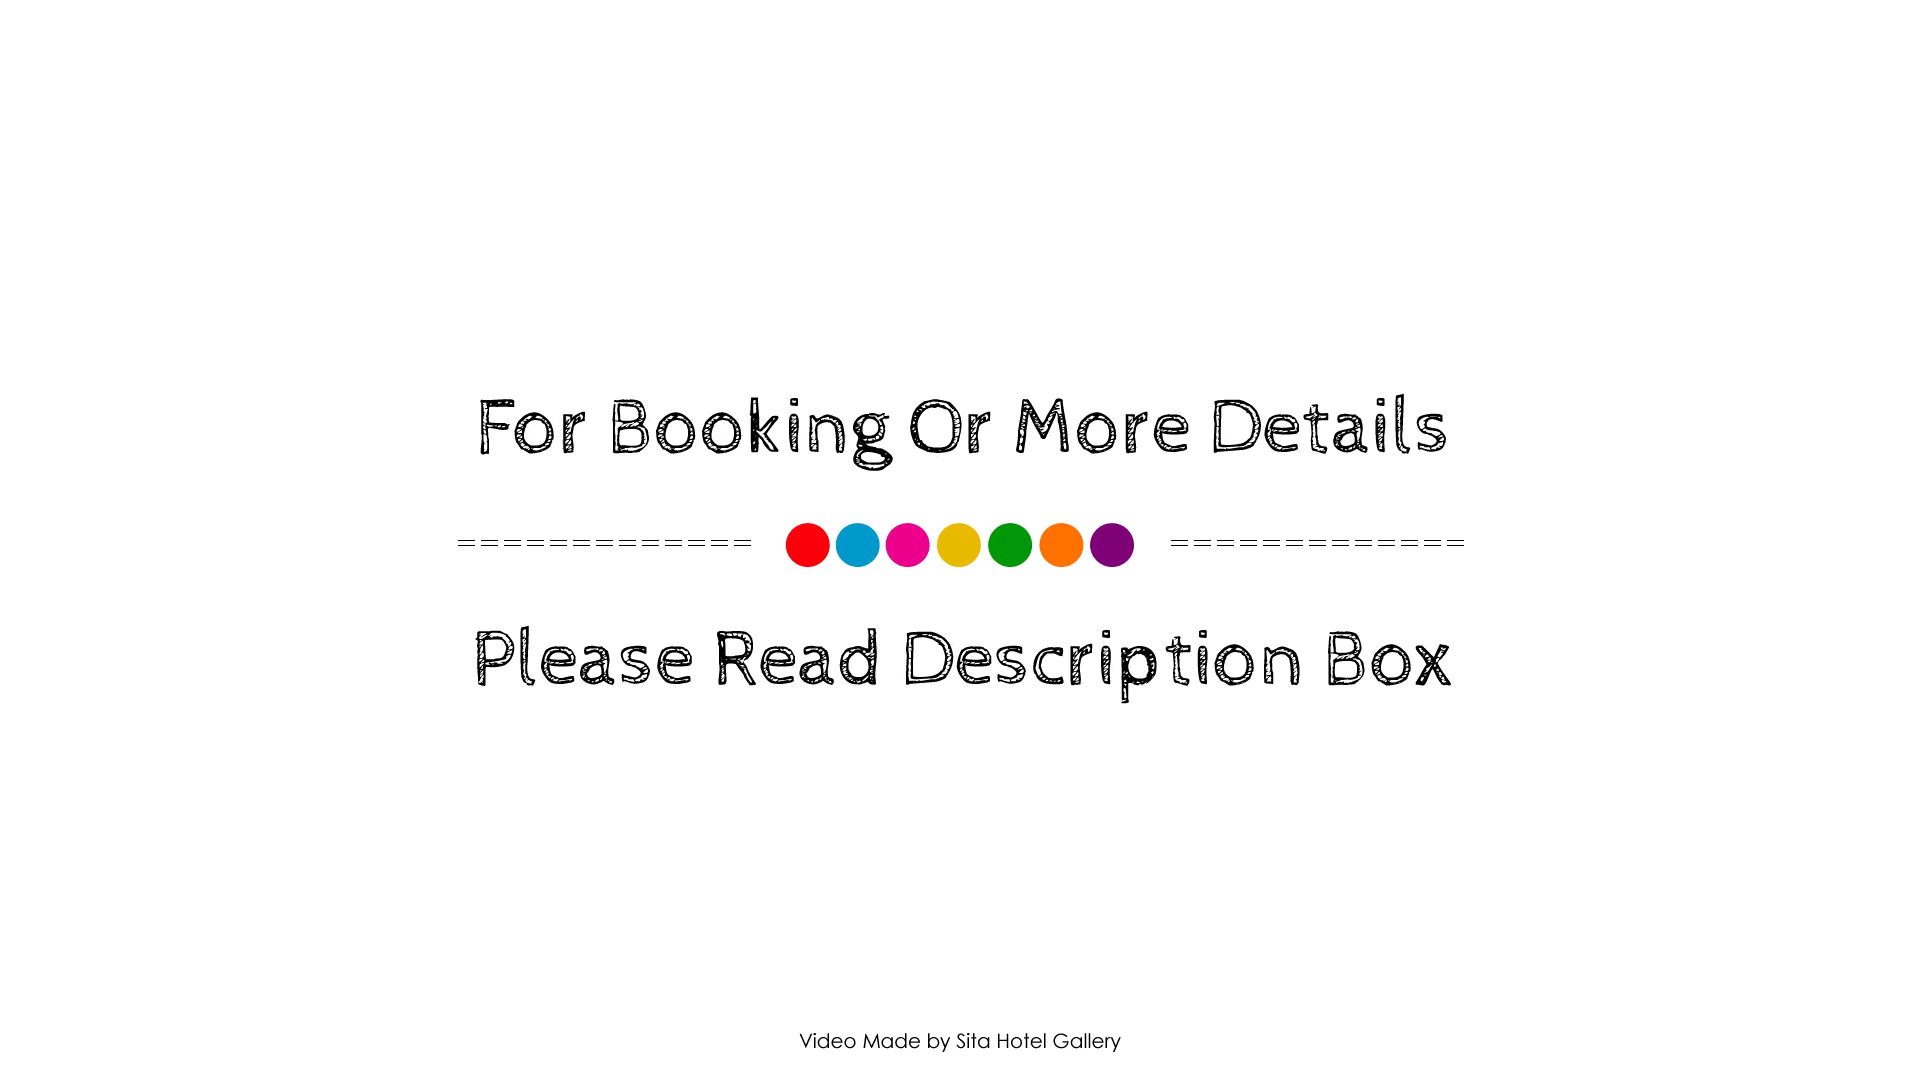 For Booking Or More Details
============= =============
Please Read Description Box
Video Made by Sita Hotel Gallery